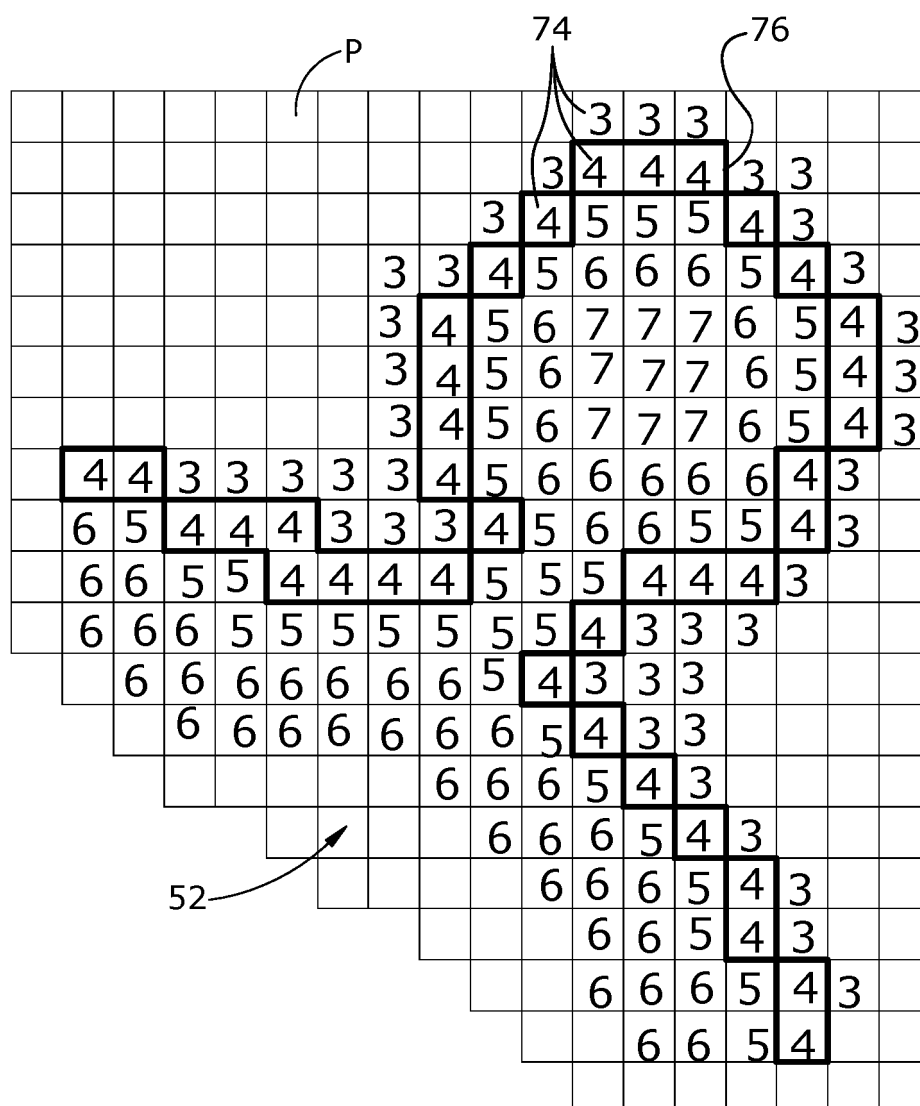 74 76
P
3 3 3
3 4 4 4 3 3
3 4 5 5 5 4 3
3 3 4 5 6 6 6 5 4 3
3 4 5 6 7 7 7 6 5 4 3
3 4 5 6 7 7 7 6 5 4 3
3 4 5 6 7 7 7 6 5 4 3
4 4 3 3 3 3 3 4 5 6 6 6 6 6 4 3
6 5 4 4 4 3 3 3 4 5 6 6 5 5 4 3
6 6 5 5 4 4 4 4 5 5 5 4 4 4 3
6 6 6 5 5 5 5 5 5 5 4 3 3 3
6 6 6 6 6 6 6 5 4 3 3 3
6 6 6 6 6 6 6 5 4 3 3
6 6 6 5 4 3
6 6 6 5 4 3
52 6 6 6 5 4 3
6 6 5 4 3
6 6 6 5 4 3
6 6 5 4